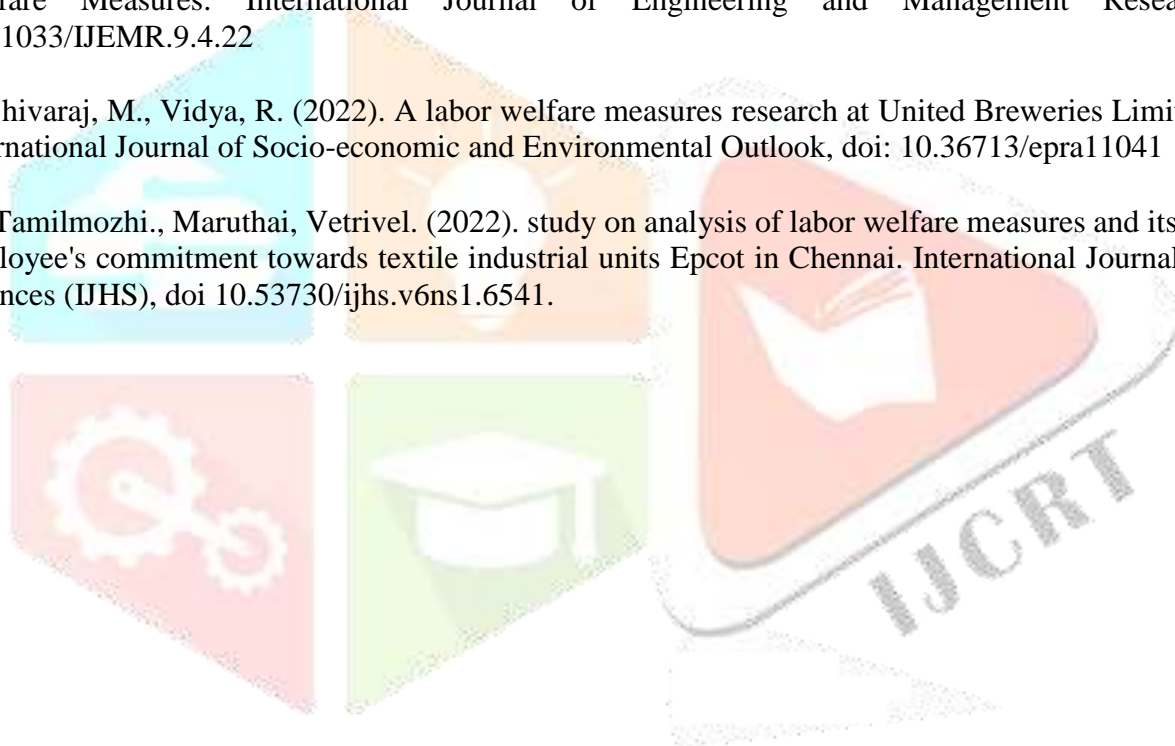 fare Measures. International Journal of Engineering and Management Resea
1033/IJEMR.9.4.22
hivaraj, M., Vidya, R. (2022). A labor welfare measures research at United Breweries Limi
rnational Journal of Socio-economic and Environmental Outlook, doi: 10.36713/epra11041
Tamilmozhi., Maruthai, Vetrivel. (2022). study on analysis of labor welfare measures and its
loyee's commitment towards textile industrial units Epcot in Chennai. International Journal
nces (IJHS), doi 10.53730/ijhs.v6ns1.6541.
IJCRT